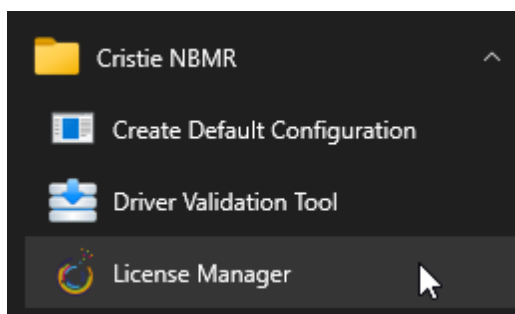 Cristie NBMR
Create Default Configuration
Driver Validation Tool
License Manager